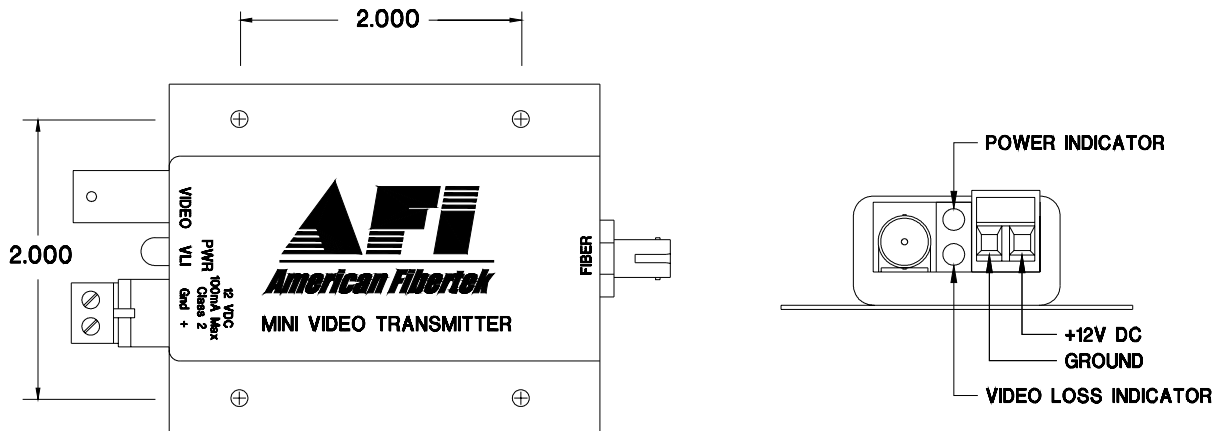 2.000
2.000
VIDEO
VLI
PWR
12 VDC
100mA Max
Class 2
Gnd +
AFI
American Fibertek
MINI VIDEO TRANSMITTER
FIBER
POWER INDICATOR
+12V DC
GROUND
VIDEO LOSS INDICATOR